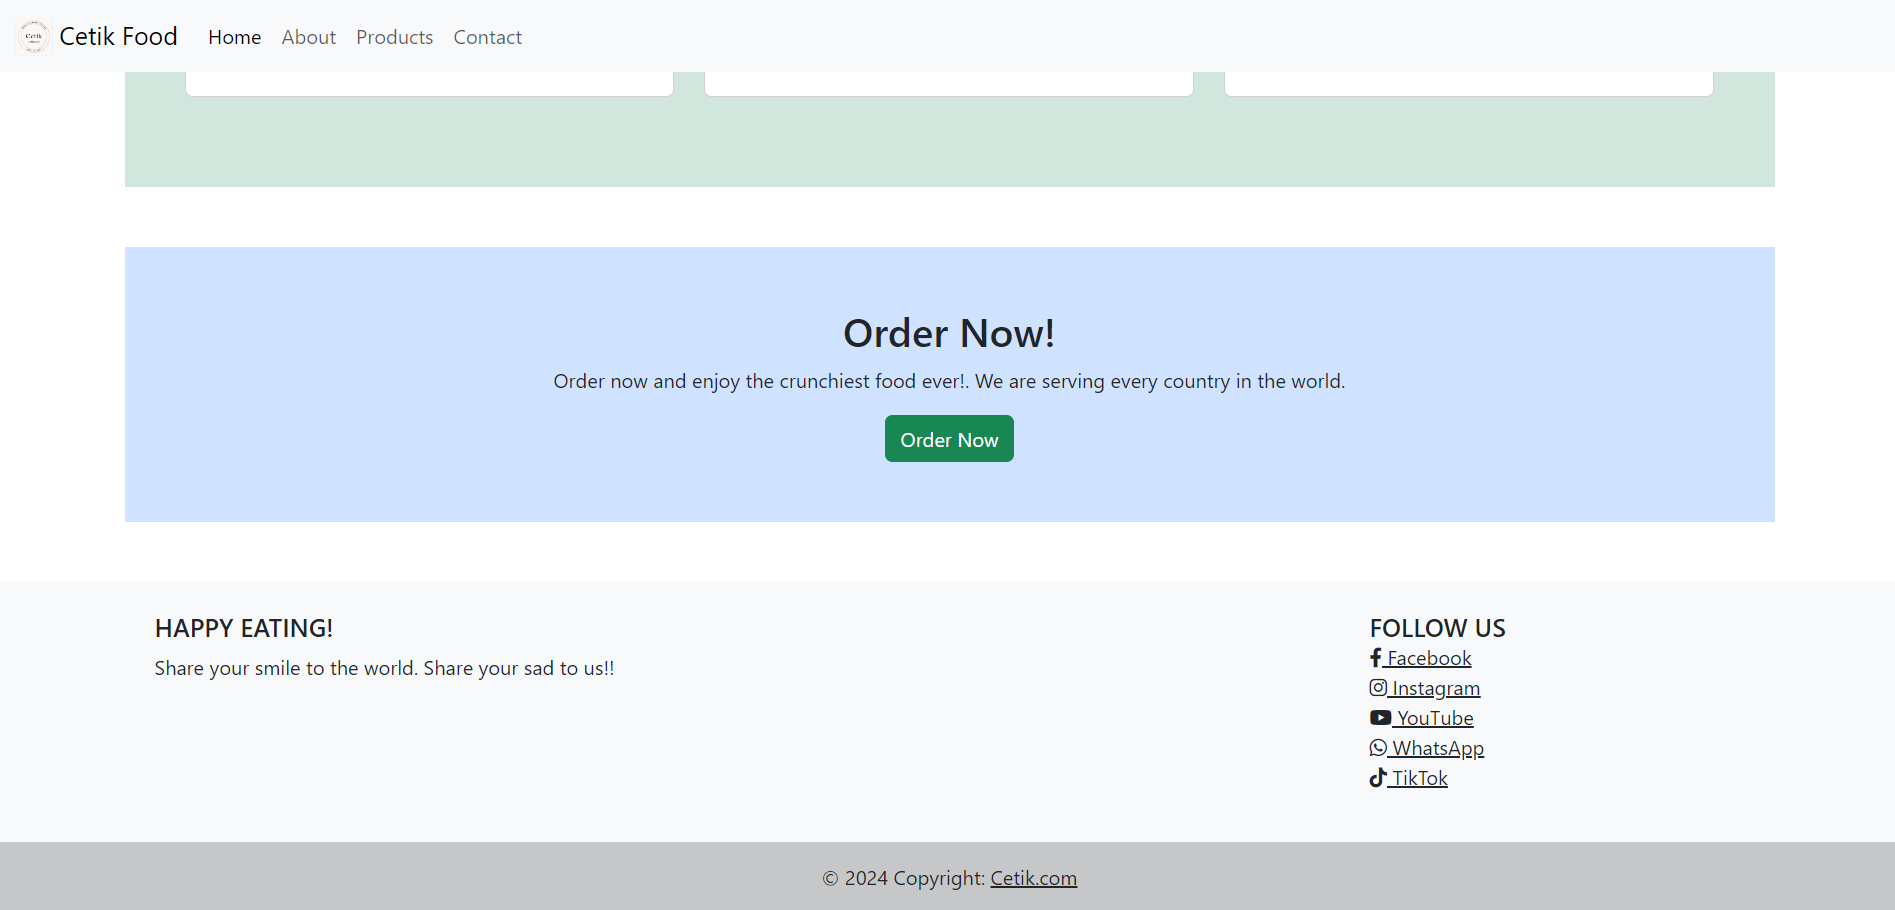 Cetik
Cetik Food
Home
About
Products
Contact
Order Now!
Order now and enjoy the crunchiest food ever!. We are serving every country in the world.
Order Now
HAPPY EATING!
Share your smile to the world. Share your sad to us!!
FOLLOW US
Facebook
Instagram
YouTube
WhatsApp
TikTok
© 2024 Copyright: Cetik.com